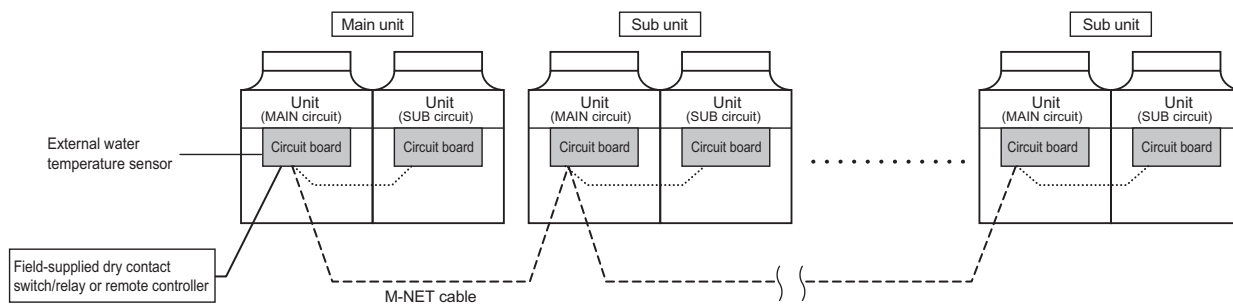 Main unit
Sub unit
Sub unit
Unit
(MAIN circuit)
Unit
(SUB circuit)
Unit
(MAIN circuit)
Unit
(SUB circuit)
Unit
(MAIN circuit)
Unit
(SUB circuit)
External water
temperature sensor
Circuit board
Circuit board
Circuit board
Circuit board
Circuit board
Circuit board
Field-supplied dry contact
switch/relay or remote controller
M-NET cable